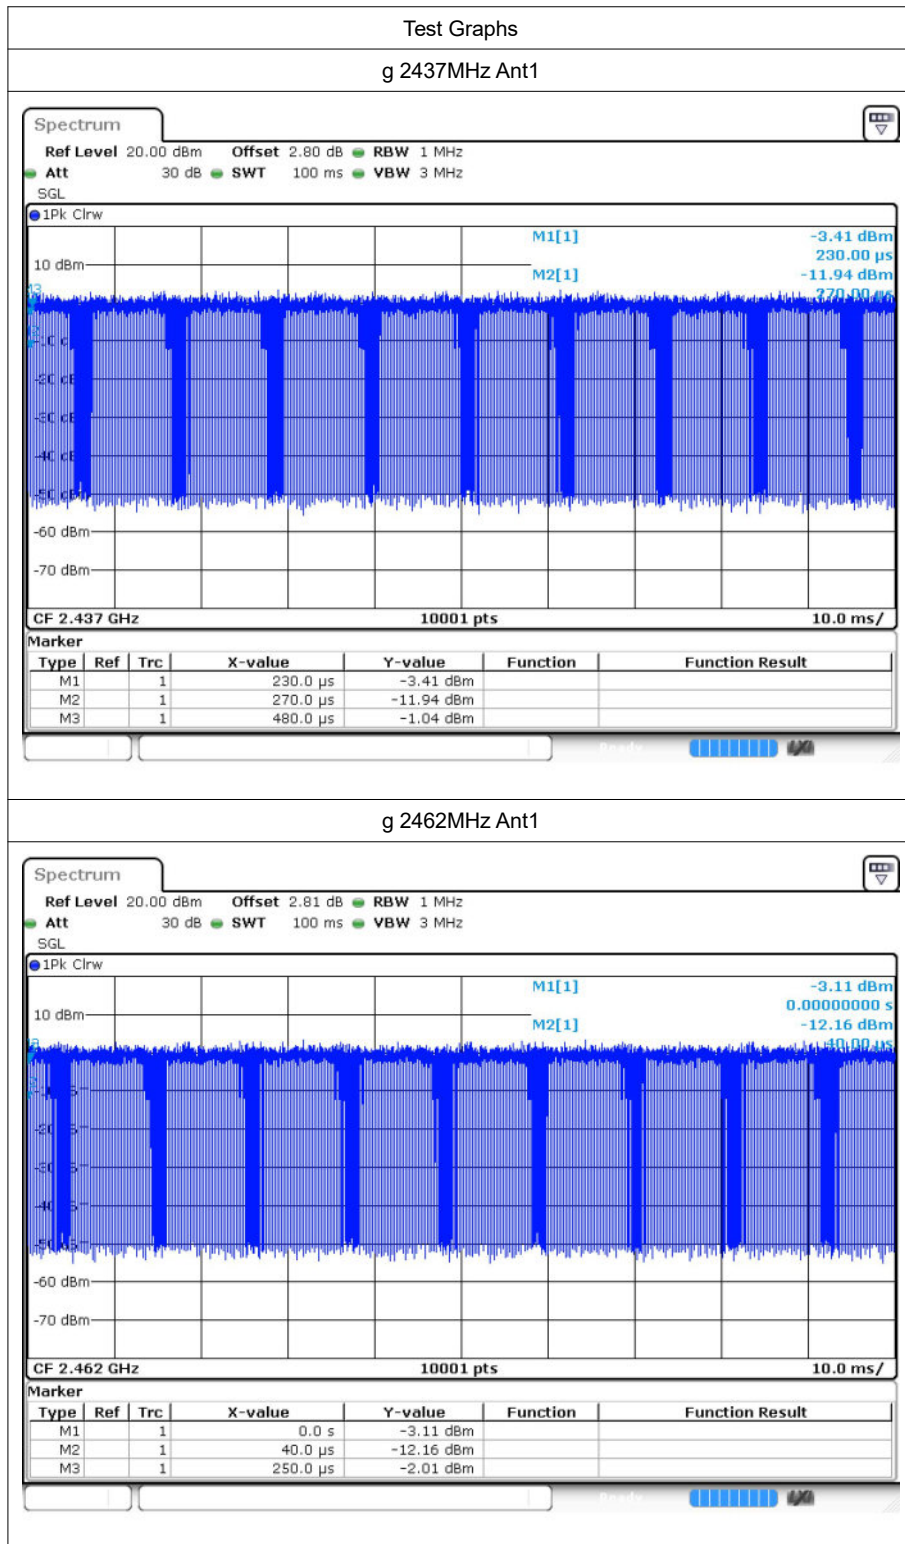 Test Graphs
g 2437MHz Ant1
Spectrum
Ref Level 20.00 dBm Offset 2.80 dB RBW 1 MHz
Att 30 dB SWT 100 ms VBW 3 MHz
SGL
1Pk Clrw
M1[1] -3.41 dBm
230.00 µs
10 dBm
M2[1] -11.94 dBm
270.00 µs
-60 dBm
-70 dBm
CF 2.437 GHz 10001 pts 10.0 ms/
Marker
Type Ref Trc X-value Y-value Function Function Result
M1 1 230.0 µs -3.41 dBm
M2 1 270.0 µs -11.94 dBm
M3 1 480.0 µs -1.04 dBm
g 2462MHz Ant1
Spectrum
Ref Level 20.00 dBm Offset 2.81 dB RBW 1 MHz
Att 30 dB SWT 100 ms VBW 3 MHz
SGL
1Pk Clrw
M1[1] -3.11 dBm
0.00000000 s
10 dBm
M2[1] -12.16 dBm
40.00 µs
-60 dBm
-70 dBm
CF 2.462 GHz 10001 pts 10.0 ms/
Marker
Type Ref Trc X-value Y-value Function Function Result
M1 1 0.0 s -3.11 dBm
M2 1 40.0 µs -12.16 dBm
M3 1 250.0 µs -2.01 dBm